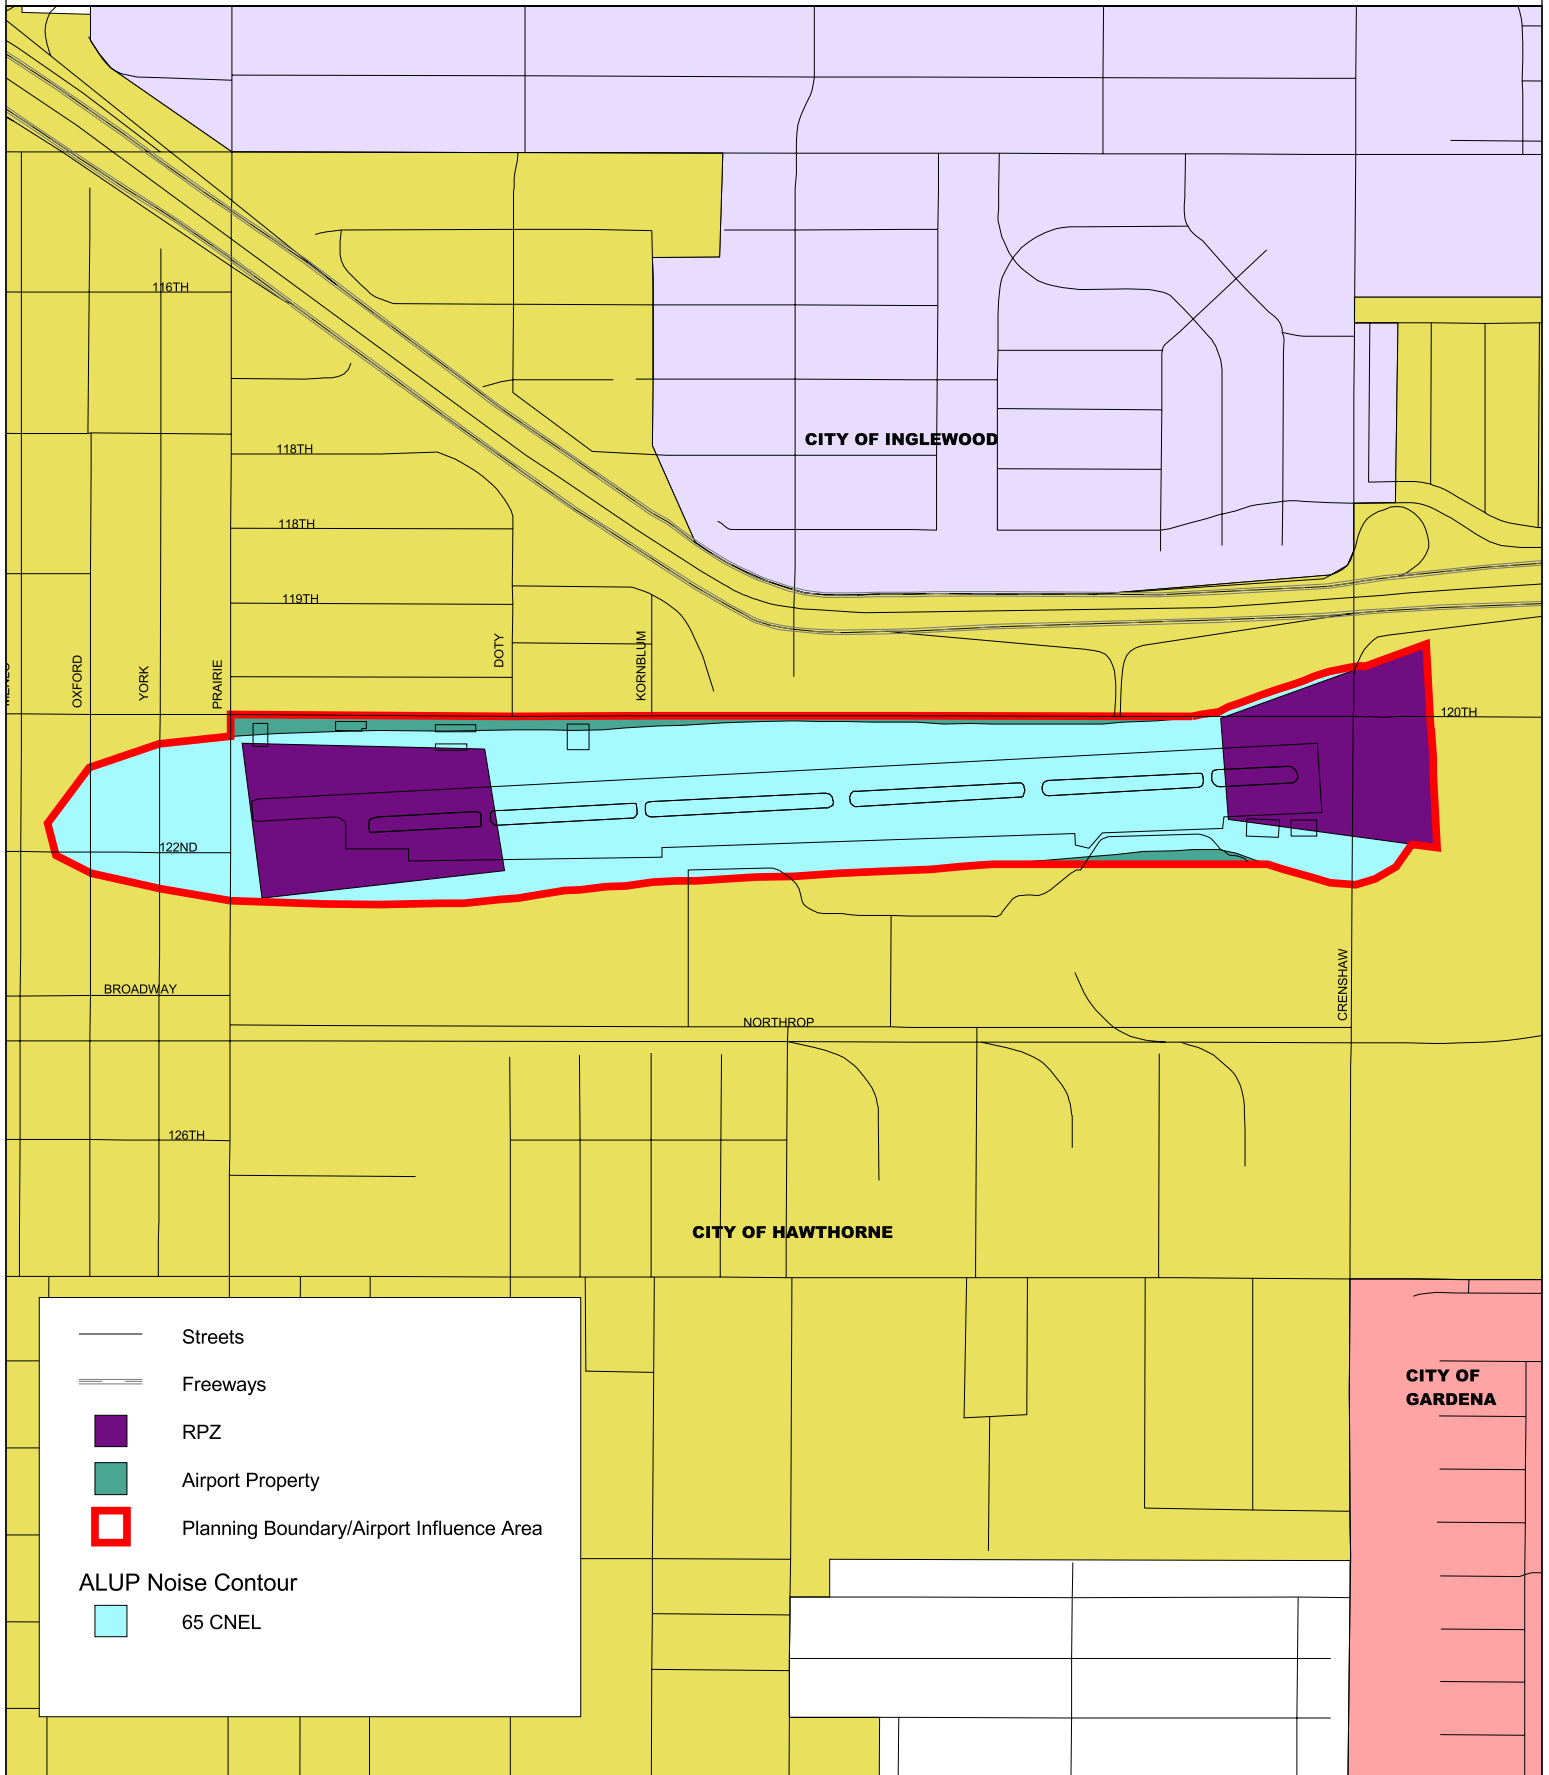 116TH
CITY OF INGLEWOOD
118TH
118TH
119TH
DOTY
KORNBLUM
OXFORD
YORK
PRAIRIE
120TH
122ND
CRENSHAW
BROADWAY
NORTHROP
126TH
CITY OF HAWTHORNE
Streets
Freeways
RPZ
Airport Property
Planning Boundary/Airport Influence Area
ALUP Noise Contour
65 CNEL
CITY OF
GARDENA